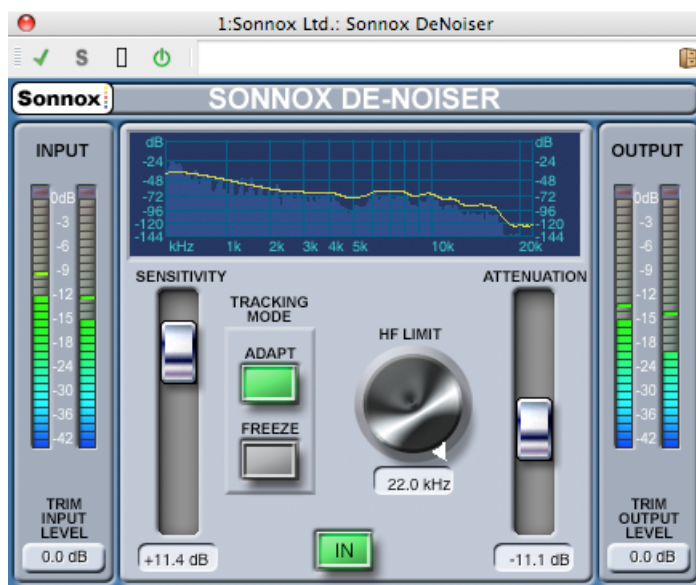 1:Sonnox Ltd.: Sonnox DeNoiser
S
Sonnox
SONNOX DE-NOISER
INPUT
0dB
-3
-6
-9
-12
-15
-18
-24
-30
-36
-42
TRIM
INPUT
LEVEL
0.0 dB
dB
-24
-48
-72
-96
-120
-144
kHz 1k 2k 3k 4k 5k 10k 20k
dB
-24
-48
-72
-96
-120
-144
SENSITIVITY
+11.4 dB
TRACKING
MODE
ADAPT
FREEZE
HF LIMIT
22.0 kHz
IN
ATTENUATION
-11.1 dB
OUTPUT
0dB
-3
-6
-9
-12
-15
-18
-24
-30
-36
-42
TRIM
OUTPUT
LEVEL
0.0 dB